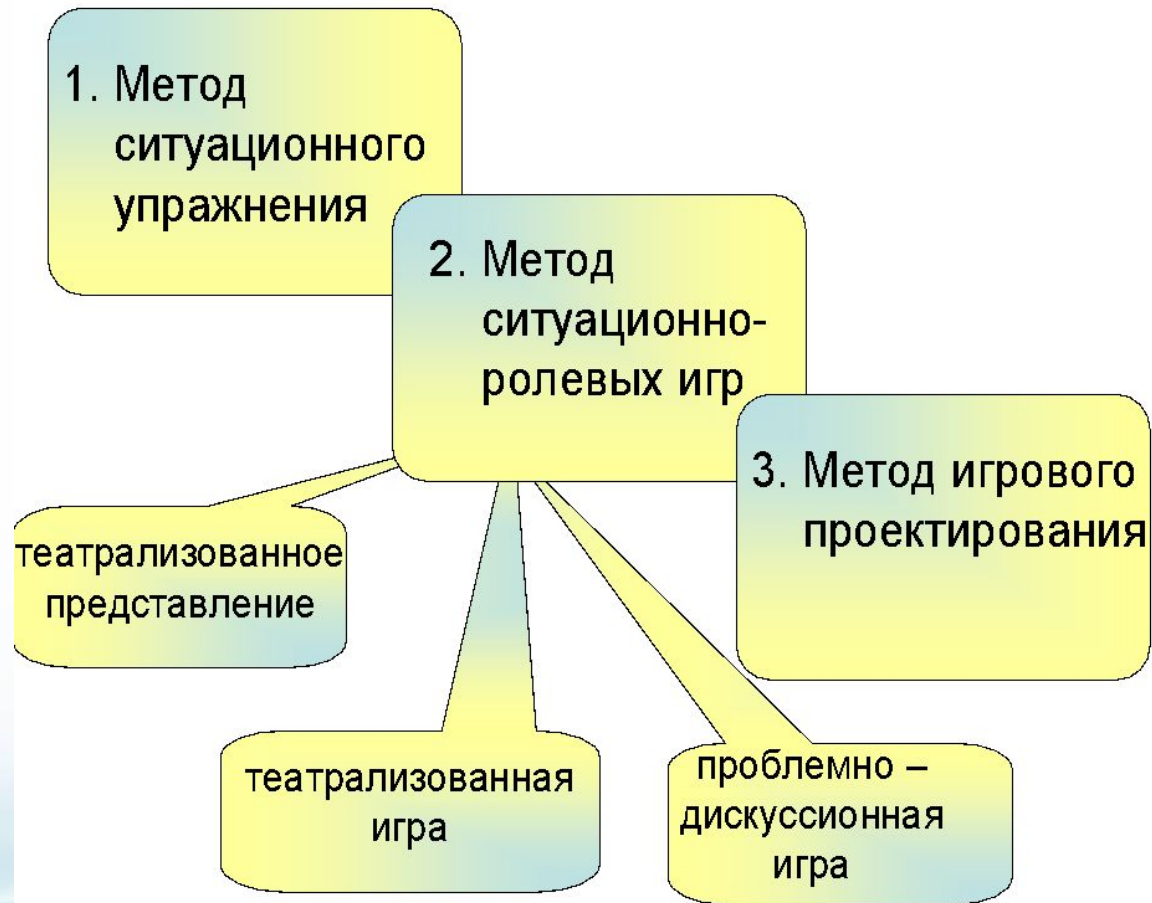 1. Метод
ситуационного
упражнения
2. Метод
ситуационно-
ролевых игр
3. Метод игрового
проектирования
театрализованное
представление
театрализованная
игра
проблемно –
дискуссионная
игра